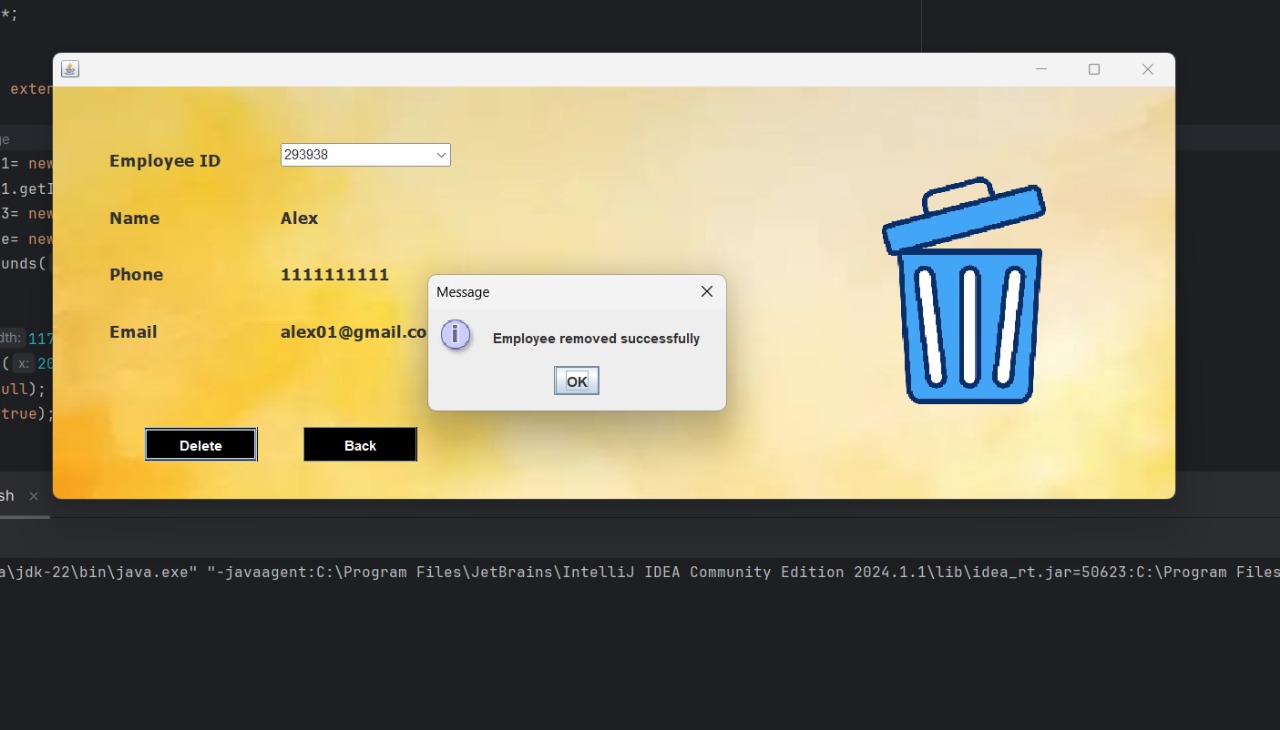 *;
exten
ge
1= new
1.getI
3= new
e= new
unds(
dth: 117
( x: 20
ull);
true);
Employee ID
293938
Name
Alex
Phone
1111111111
Email
alex01@gmail.co
Message
Employee removed successfully
OK
Delete
Back
sh
a\jdk-22\bin\java.exe" "-javaagent:C:\Program Files\JetBrains\IntelliJ IDEA Community Edition 2024.1.1\lib\idea_rt.jar=50623:C:\Program Files